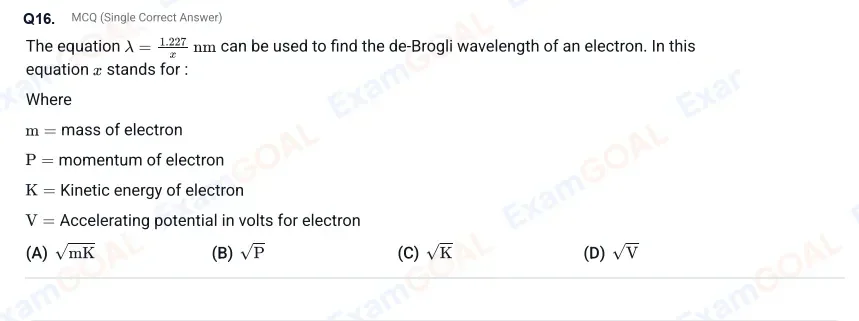 Q16. MCQ (Single Correct Answer)
The equation λ = 1.227/x nm can be used to find the de-Brogli wavelength of an electron. In this
equation x stands for :
Where
m = mass of electron
P = momentum of electron
K = Kinetic energy of electron
V = Accelerating potential in volts for electron
(A) √mK (B) √P (C) √K (D) √V
ExamGOAL
ExamGOAL